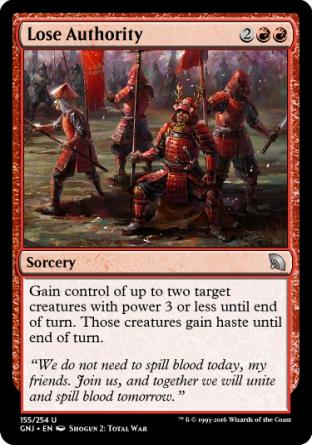 Lose Authority 2
Sorcery
Gain control of up to two target
creatures with power 3 or less until end
of turn. Those creatures gain haste until
end of turn.
“We do not need to spill blood today, my
friends. Join us, and together we will unite
and spill blood tomorrow.”
155/254 U
GNJ • EN Shogun 2: Total War
™ & © 1993-2016 Wizards of the Coast